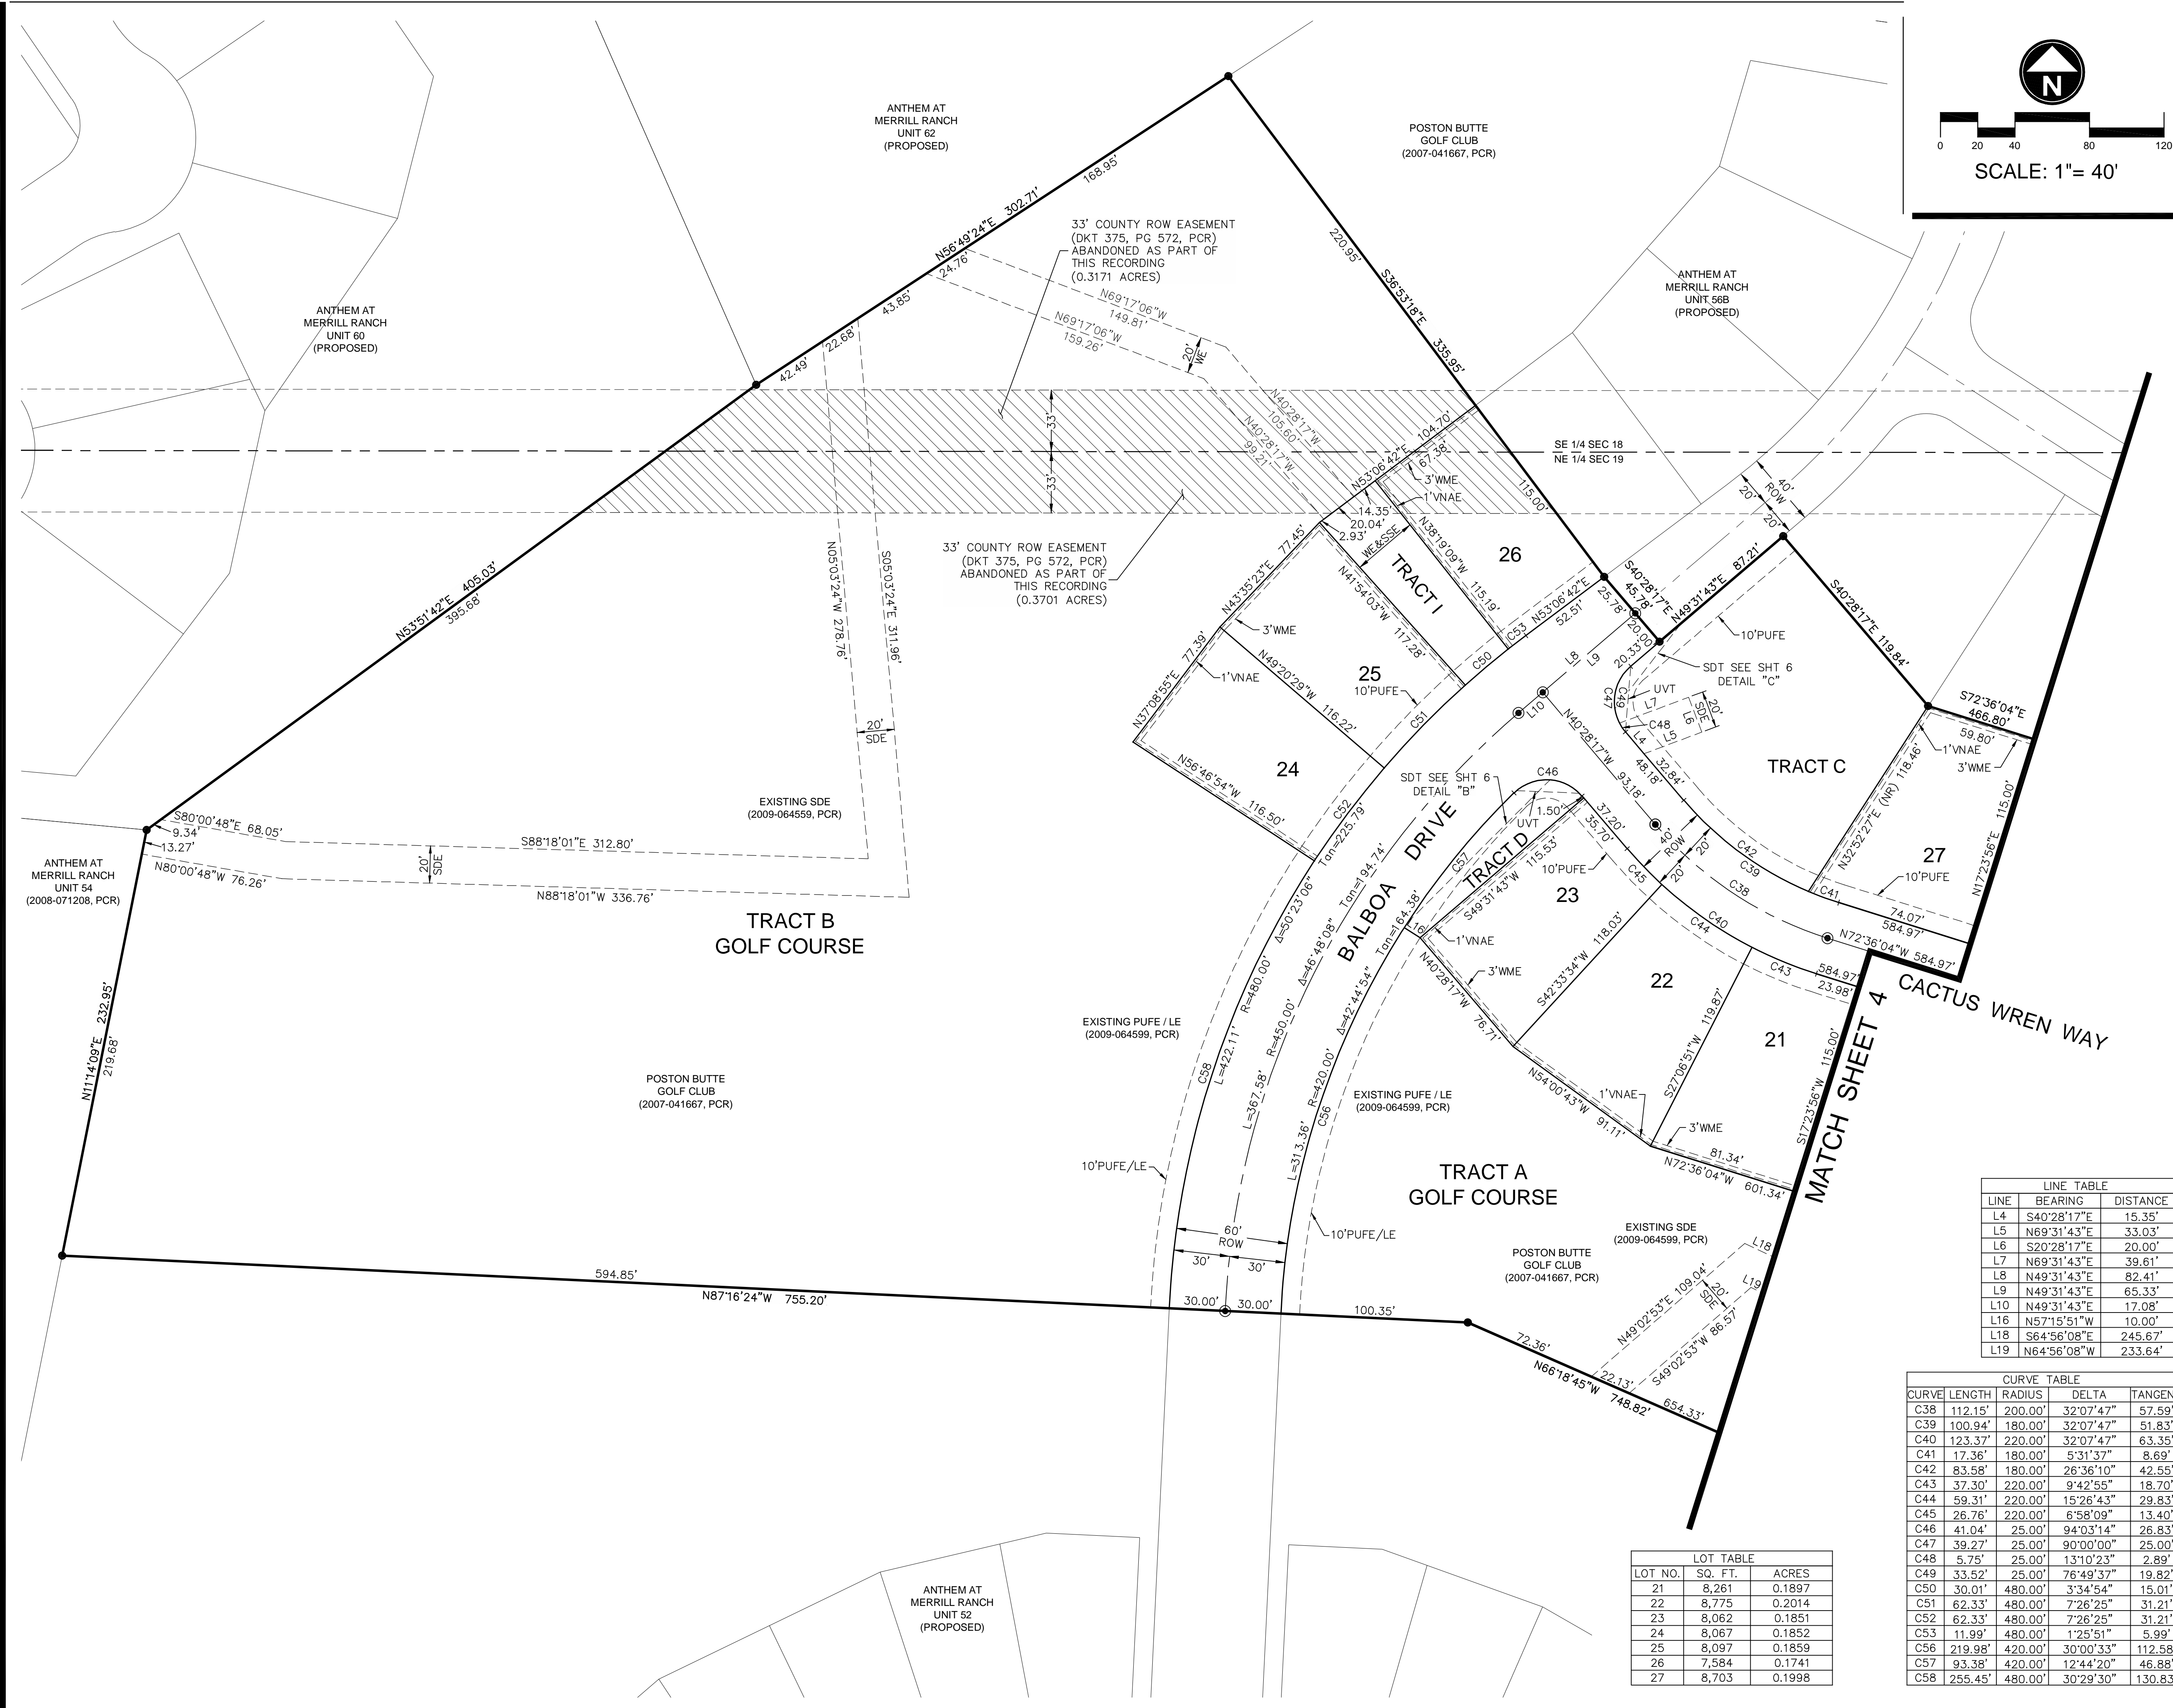 N
0 20 40 80 120
SCALE: 1"= 40'
ANTHEM AT
MERRILL RANCH
UNIT 62
(PROPOSED)
POSTON BUTTE
GOLF CLUB
(2007-041667, PCR)
168.95'
N56°49'24"E 302.71'
24.76'
43.85'
22.68'
42.49'
33' COUNTY ROW EASEMENT
(DKT 375, PG 572, PCR)
ABANDONED AS PART OF
THIS RECORDING
(0.3171 ACRES)
220.95'
S36°53'18"E
335.95'
115.00'
ANTHEM AT
MERRILL RANCH
UNIT 56B
(PROPOSED)
ANTHEM AT
MERRILL RANCH
UNIT 60
(PROPOSED)
N69°17'06"W
149.81'
N69°17'06"W
159.26'
20'
WE
N40°28'17"W
105.60'
N40°28'17"W
99.21'
33'
33'
SE 1/4 SEC 18
NE 1/4 SEC 19
N53°06'42"E 104.70'
67.38'
3'WME
1'VNAE
14.35'
20.04'
2.93'
WE&SSE
TRACT I
N38°19'09"W 115.19'
26
40'
ROW
20'
20'
33' COUNTY ROW EASEMENT
(DKT 375, PG 572, PCR)
ABANDONED AS PART OF
THIS RECORDING
(0.3701 ACRES)
N53°51'42"E 405.03'
395.68'
N05°03'24"W 278.76'
S05°03'24"E 311.96'
20'
SDE
N43°35'23"E 77.45'
N41°54'03"W 117.28'
3'WME
N37°08'55"E 77.39'
1'VNAE
N49°20'29"W 116.22'
25
10'PUFE
C53
N53°06'42"E
52.51'
C50
C51
S40°28'17"E
45.78'
25.78'
20.00'
N49°31'43"E 87.21'
20.33'
S40°28'17"E 119.84'
10'PUFE
SDT SEE SHT 6
DETAIL "C"
UVT
L7
20'
SDE
L6
L5
C49
C47
C48
L4
L8
L9
L10
S72°36'04"E
466.80'
59.80'
1'VNAE
3'WME
TRACT C
N32°52'27"E (NR) 118.46'
N17°23'56"E 115.00'
27
10'PUFE
24
N56°46'54"W 116.50'
C52
Tan=225.79'
SDT SEE SHT 6
DETAIL "B"
C46
UVT
1.50'
N40°28'17"W 93.18'
48.18'
32.84'
37.20'
35.70'
40'
ROW
20'
20'
10'PUFE
C45
C42
C39
C38
C41
74.07'
584.97'
N72°36'04"W 584.97'
EXISTING SDE
(2009-064559, PCR)
S80°00'48"E 68.05'
9.34'
13.27'
S88°18'01"E 312.80'
20'
SDE
N80°00'48"W 76.26'
N88°18'01"W 336.76'
ANTHEM AT
MERRILL RANCH
UNIT 54
(2008-071208, PCR)
TRACT B
GOLF COURSE
BALBOA DRIVE
C57
TRACT D
S49°31'43"W 115.53'
L16
1'VNAE
3'WME
23
N40°28'17"W 76.71'
S42°33'34"W 118.03'
C40
C44
C43
22
584.97'
23.98'
CACTUS WREN WAY
MATCH SHEET 4
S27°06'51"W 119.87'
21
S17°23'56"W 115.00'
N54°00'43"W 91.11'
1'VNAE
3'WME
81.34'
N72°36'04"W 601.34'
C58
L=422.11' R=480.00' Δ=50°23'06"
L=367.58' R=450.00' Δ=46°48'08" Tan=194.74'
L=313.36' R=420.00' Δ=42°44'54" Tan=164.38'
C56
EXISTING PUFE / LE
(2009-064599, PCR)
EXISTING PUFE / LE
(2009-064599, PCR)
N11°14'09"E 232.95'
219.68'
POSTON BUTTE
GOLF CLUB
(2007-041667, PCR)
10'PUFE/LE
TRACT A
GOLF COURSE
60'
ROW
30'
30'
10'PUFE/LE
EXISTING SDE
(2009-064599, PCR)
POSTON BUTTE
GOLF CLUB
(2007-041667, PCR)
L18
L19
N49°02'53"E 109.04'
20'
SDE
S49°02'53"W 86.57'
594.85'
N87°16'24"W 755.20'
30.00'
30.00'
100.35'
72.36'
22.13'
N66°18'45"W 748.82'
654.33'
ANTHEM AT
MERRILL RANCH
UNIT 52
(PROPOSED)
LINE TABLE
LINE BEARING DISTANCE
L4 S40°28'17"E 15.35'
L5 N69°31'43"E 33.03'
L6 S20°28'17"E 20.00'
L7 N69°31'43"E 39.61'
L8 N49°31'43"E 82.41'
L9 N49°31'43"E 65.33'
L10 N49°31'43"E 17.08'
L16 N57°15'51"W 10.00'
L18 S64°56'08"E 245.67'
L19 N64°56'08"W 233.64'
CURVE TABLE
CURVE LENGTH RADIUS DELTA TANGEN
C38 112.15' 200.00' 32°07'47" 57.59'
C39 100.94' 180.00' 32°07'47" 51.83'
C40 123.37' 220.00' 32°07'47" 63.35'
C41 17.36' 180.00' 5°31'37" 8.69'
C42 83.58' 180.00' 26°36'10" 42.55'
C43 37.30' 220.00' 9°42'55" 18.70'
C44 59.31' 220.00' 15°26'43" 29.83'
C45 26.76' 220.00' 6°58'09" 13.40'
C46 41.04' 25.00' 94°03'14" 26.83'
C47 39.27' 25.00' 90°00'00" 25.00'
C48 5.75' 25.00' 13°10'23" 2.89'
C49 33.52' 25.00' 76°49'37" 19.82'
C50 30.01' 480.00' 3°34'54" 15.01'
C51 62.33' 480.00' 7°26'25" 31.21'
C52 62.33' 480.00' 7°26'25" 31.21'
C53 11.99' 480.00' 1°25'51" 5.99'
C56 219.98' 420.00' 30°00'33" 112.58
C57 93.38' 420.00' 12°44'20" 46.88'
C58 255.45' 480.00' 30°29'30" 130.83
LOT TABLE
LOT NO. SQ. FT. ACRES
21 8,261 0.1897
22 8,775 0.2014
23 8,062 0.1851
24 8,067 0.1852
25 8,097 0.1859
26 7,584 0.1741
27 8,703 0.1998